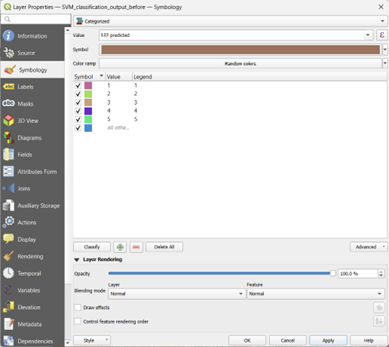 Layer Properties — SVM_classification_output_before — Symbology
Information
Source
Symbology
Labels
Masks
3D View
Diagrams
Fields
Attributes Form
Joins
Auxiliary Storage
Actions
Display
Rendering
Temporal
Variables
Elevation
Metadata
Dependencies
Categorized
Value
123 predicted
ε
Symbol
Color ramp
Random colors
Symbol Value Legend
1 1
2 2
3 3
4 4
5 5
all othe...
Classify
Delete All
Advanced
Layer Rendering
Opacity
100.0 %
Blending mode
Layer
Normal
Feature
Normal
Draw effects
Control feature rendering order
Style
OK
Apply
Help